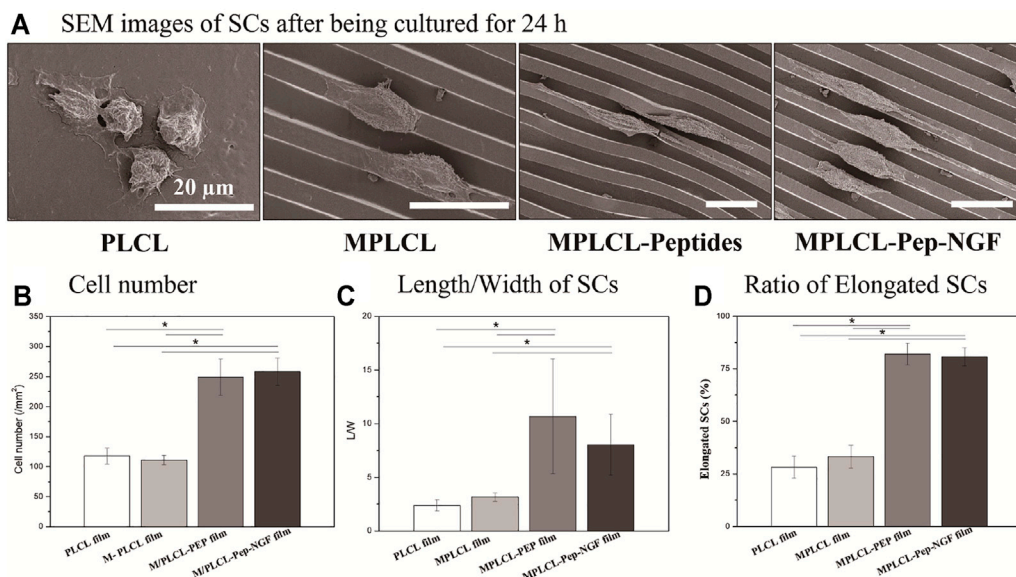 A SEM images of SCs after being cultured for 24 h
20 µm
PLCL MPLCL MPLCL-Peptides MPLCL-Pep-NGF
B Cell number
350
300
250
200
150
100
50
0
Cell number (/mm²)
* 
*
PLCL film
M- PLCL film
M/PLCL-PEP film
M/PLCL-Pep-NGF film
C Length/Width of SCs
20
15
10
5
0
L/W
*
*
PLCL film
MPLCL film
MPLCL-PEP film
MPLCL-Pep-NGF film
D Ratio of Elongated SCs
100
75
50
25
0
Elongated SCs (%)
*
*
PLCL film
MPLCL film
MPLCL-PEP film
MPLCL-Pep-NGF film